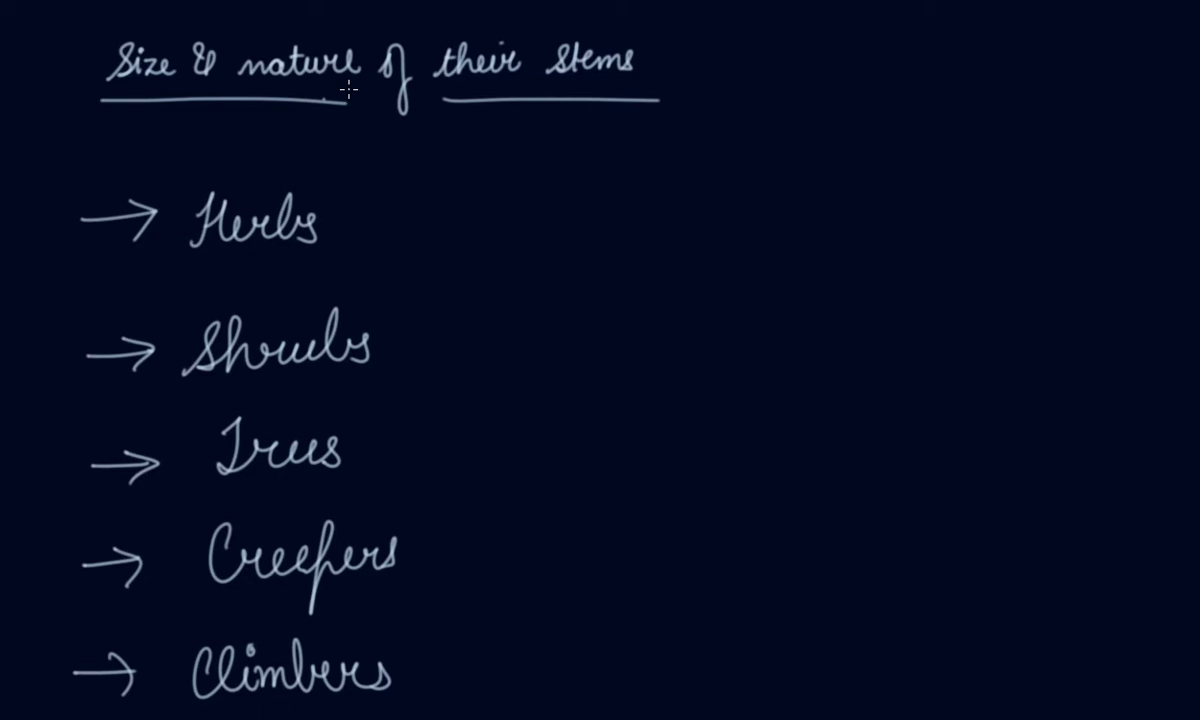 Size & nature of their stems
→ Herbs
→ Shrubs
→ Trees
→ Creepers
→ Climbers